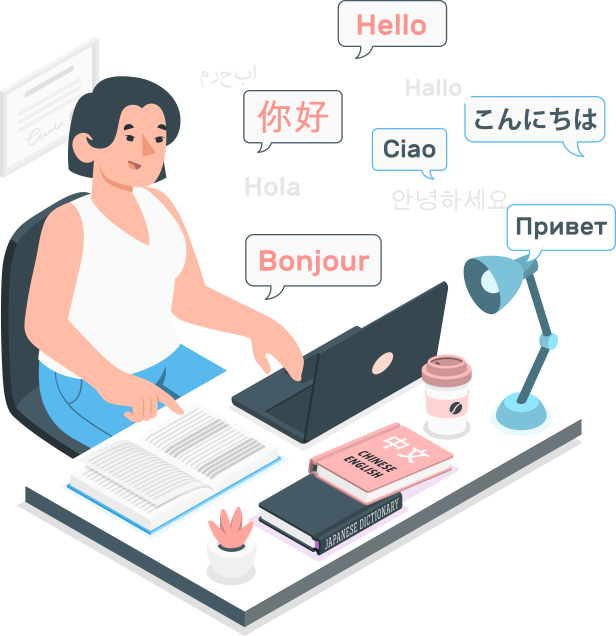 Hello
ابحرم
Hallo
你好
こんにちは
Ciao
Hola
안녕하세요
Привет
Bonjour
中文
CHINESE
ENGLISH
JAPANESE DICTIONARY